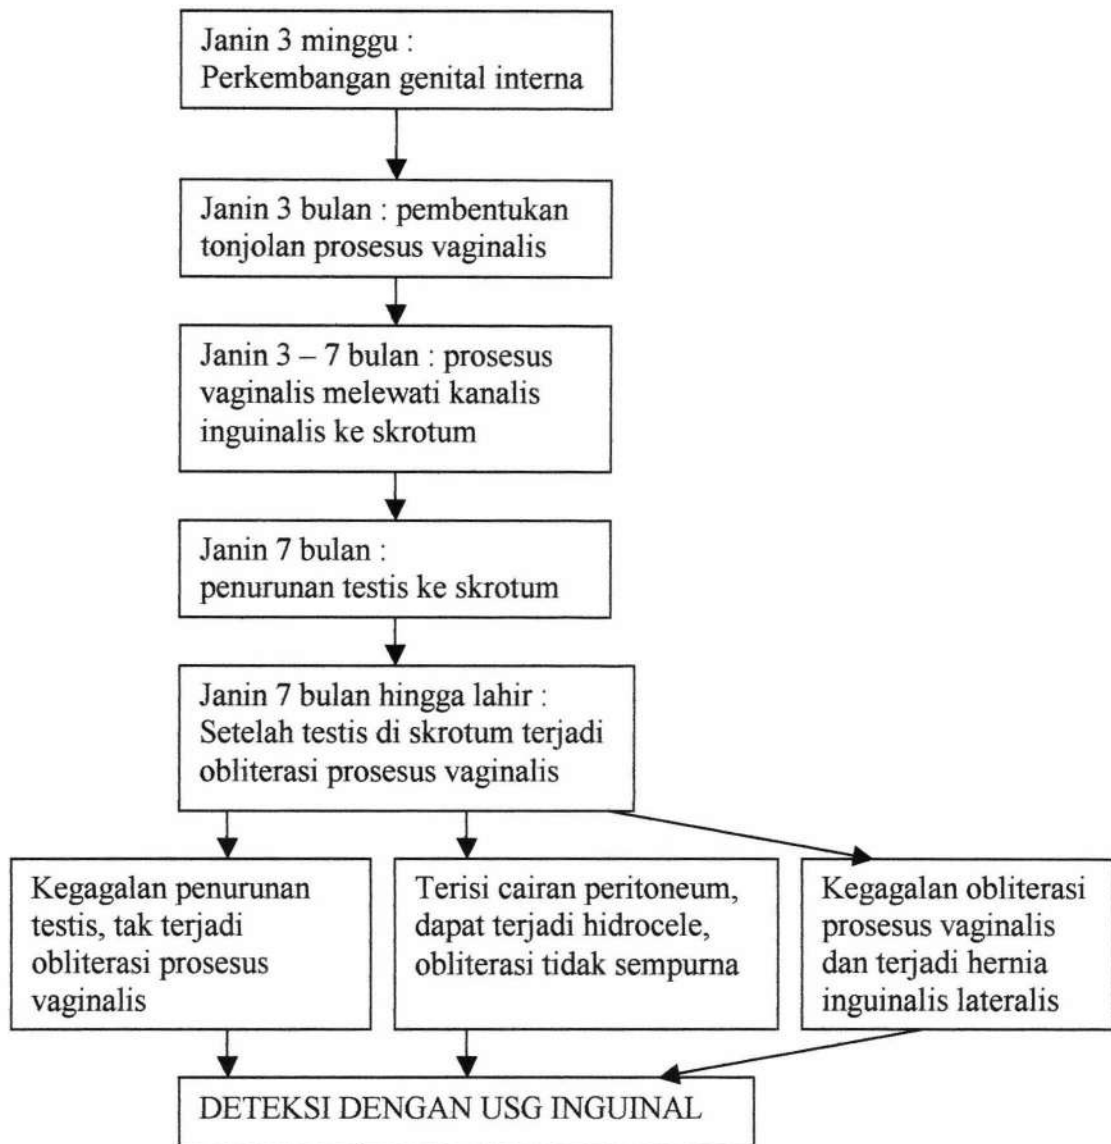 Janin 3 minggu :
Perkembangan genital interna
Janin 3 bulan : pembentukan
tonjolan prosesus vaginalis
Janin 3 – 7 bulan : prosesus
vaginalis melewati kanalis
inguinalis ke skrotum
Janin 7 bulan :
penurunan testis ke skrotum
Janin 7 bulan hingga lahir :
Setelah testis di skrotum terjadi
obliterasi prosesus vaginalis
Kegagalan penurunan
testis, tak terjadi
obliterasi prosesus
vaginalis
Terisi cairan peritoneum,
dapat terjadi hidrocele,
obliterasi tidak sempurna
Kegagalan obliterasi
prosesus vaginalis
dan terjadi hernia
inguinalis lateralis
DETEKSI DENGAN USG INGUINAL